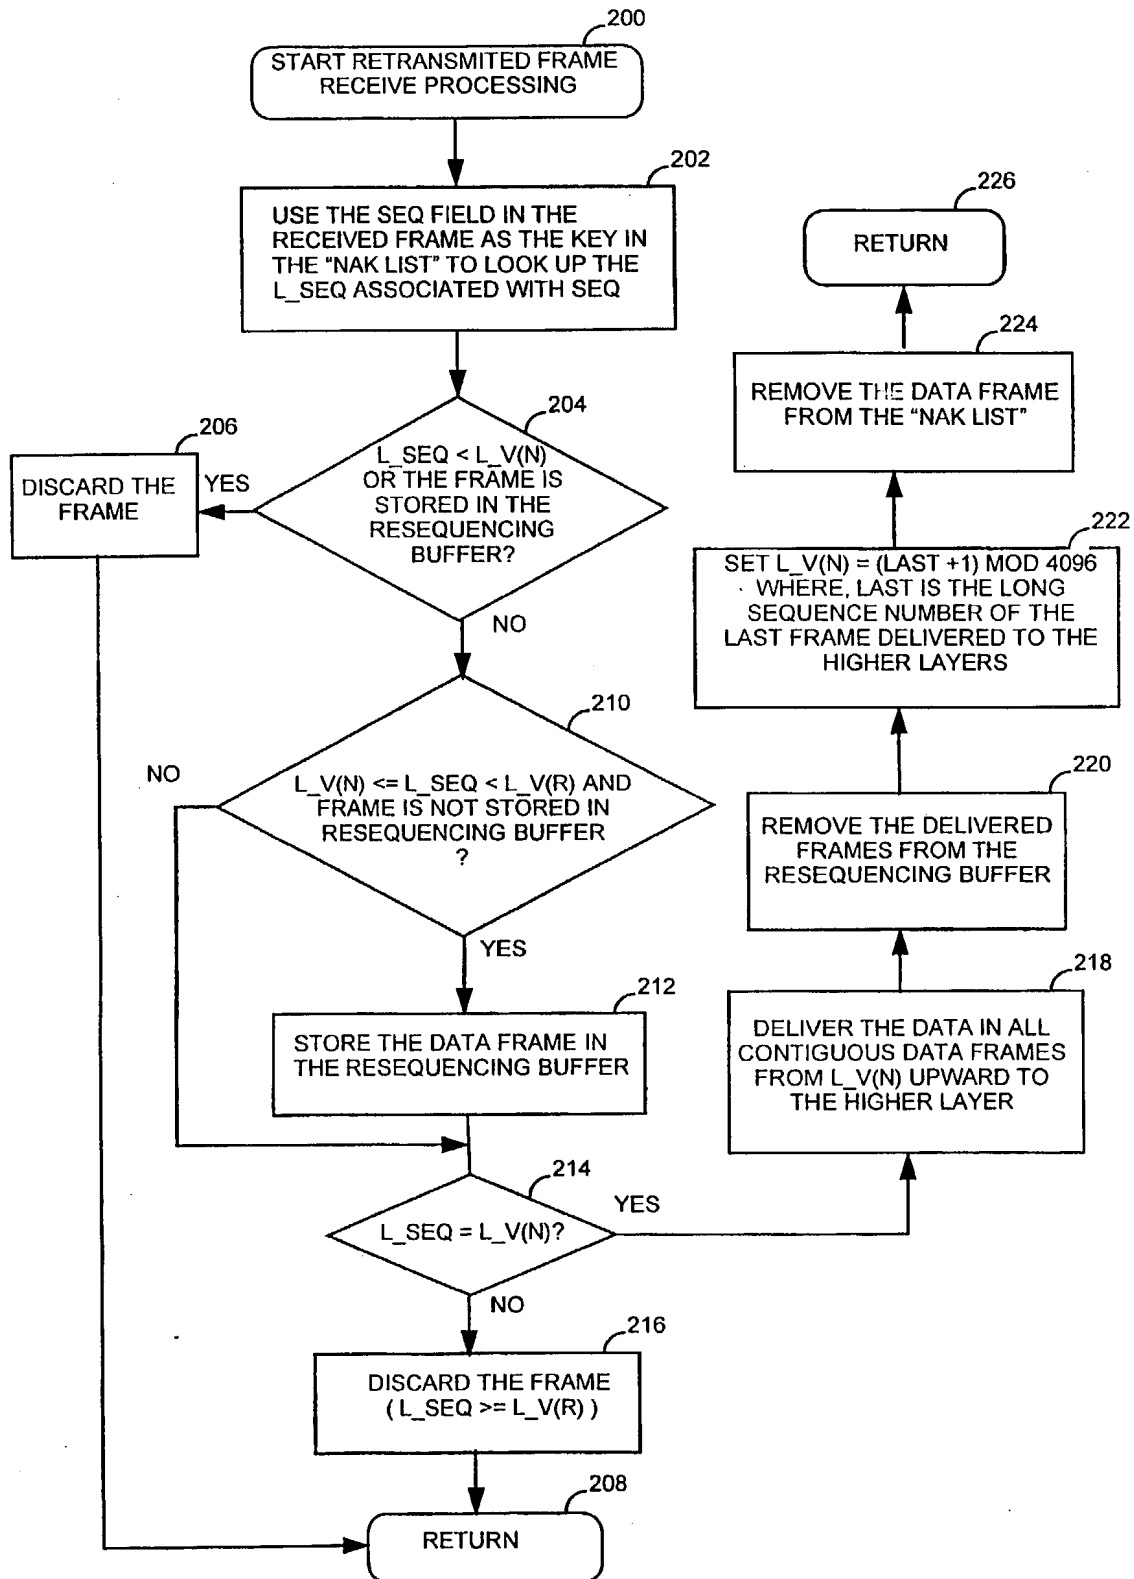 200
START RETRANSMITED FRAME
RECEIVE PROCESSING
202
USE THE SEQ FIELD IN THE
RECEIVED FRAME AS THE KEY IN
THE "NAK LIST" TO LOOK UP THE
L_SEQ ASSOCIATED WITH SEQ
204
L_SEQ < L_V(N)
OR THE FRAME IS
STORED IN THE
RESEQUENCING
BUFFER?
YES
206
DISCARD THE
FRAME
NO
210
L_V(N) <= L_SEQ < L_V(R) AND
FRAME IS NOT STORED IN
RESEQUENCING BUFFER
?
NO
YES
212
STORE THE DATA FRAME IN
THE RESEQUENCING BUFFER
214
L_SEQ = L_V(N)?
YES
NO
216
DISCARD THE FRAME
( L_SEQ >= L_V(R) )
208
RETURN
218
DELIVER THE DATA IN ALL
CONTIGUOUS DATA FRAMES
FROM L_V(N) UPWARD TO
THE HIGHER LAYER
220
REMOVE THE DELIVERED
FRAMES FROM THE
RESEQUENCING BUFFER
222
SET L_V(N) = (LAST +1) MOD 4096
WHERE, LAST IS THE LONG
SEQUENCE NUMBER OF THE
LAST FRAME DELIVERED TO THE
HIGHER LAYERS
224
REMOVE THE DATA FRAME
FROM THE "NAK LIST"
226
RETURN